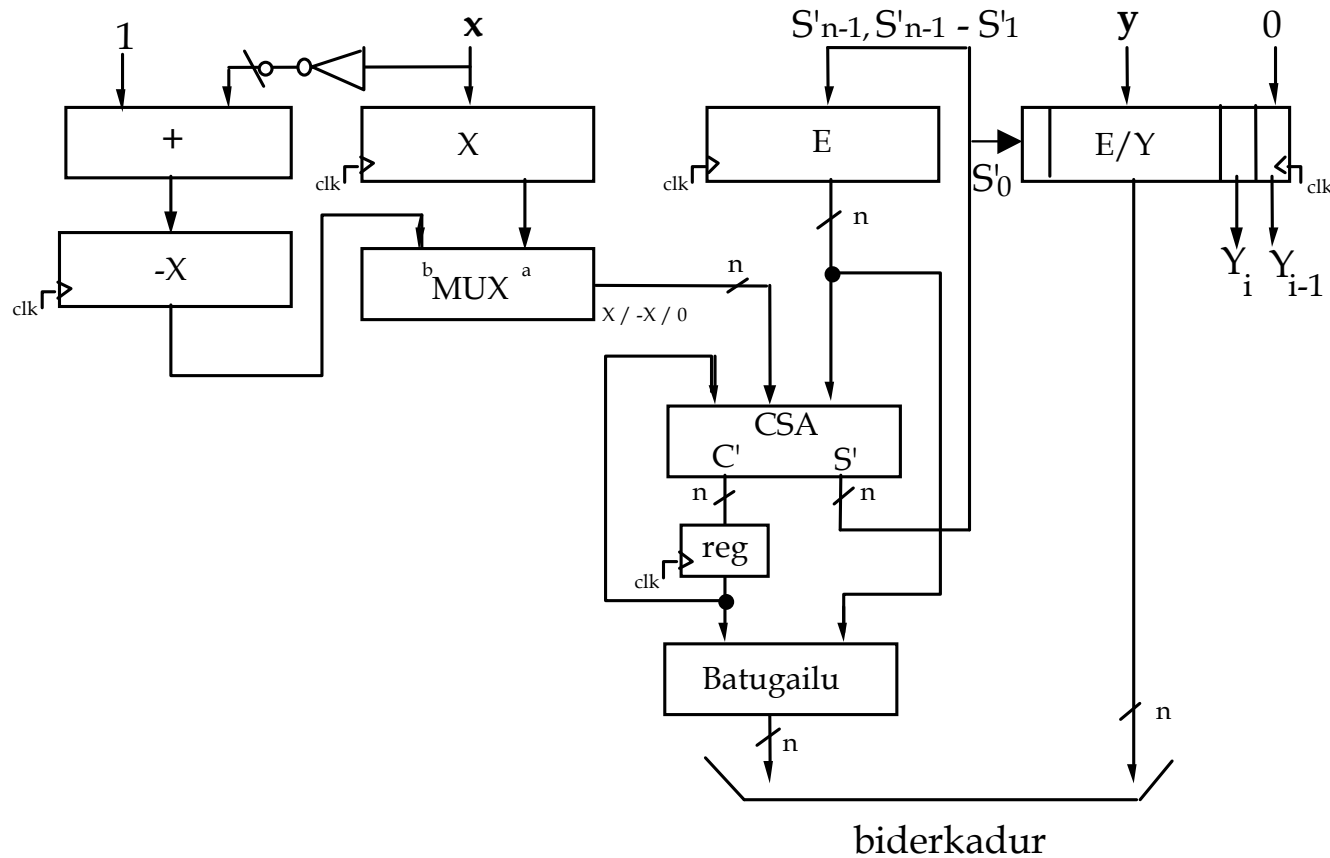 1 x S'n-1, S'n-1 - S'1 y 0
+ X E E/Y
clk clk clk S'0 clk
n
-X b MUX a n Yi Yi-1
clk X / -X / 0
CSA
C' S'
n n
reg
clk
Batugailu n
n
biderkadur